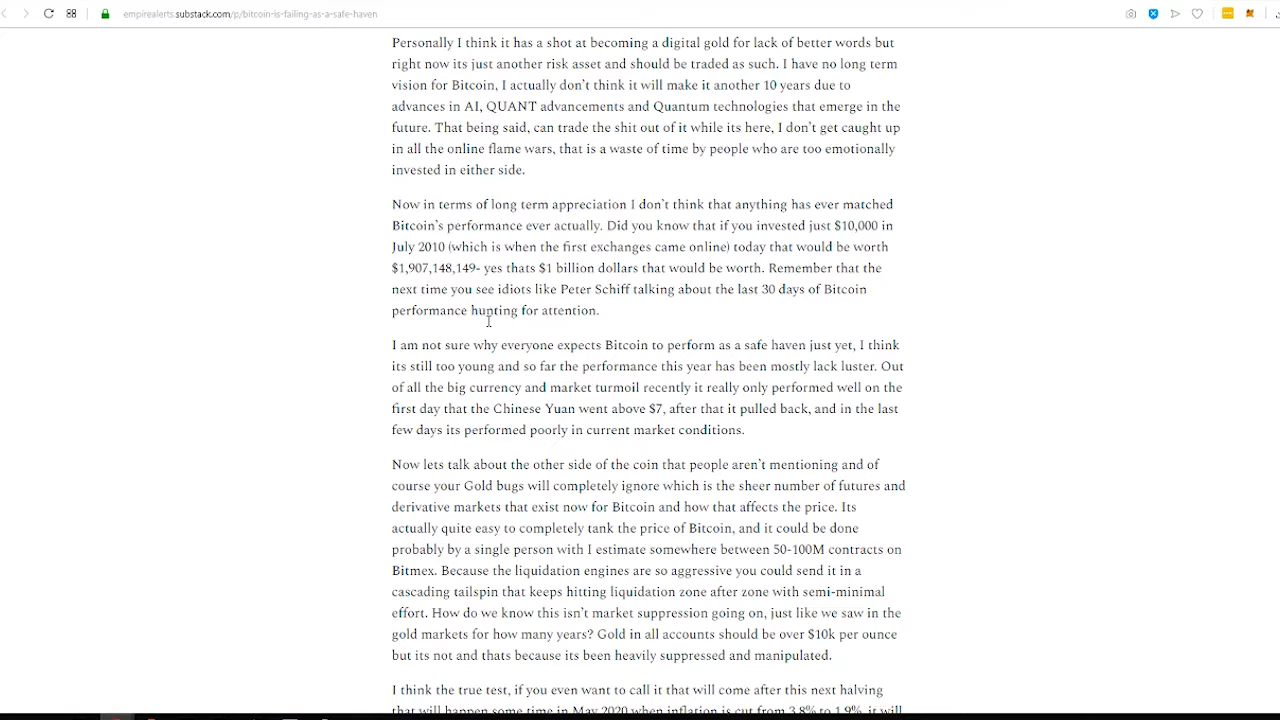 empirealerts.substack.com/p/bitcoin-is-failing-as-a-safe-haven
Personally I think it has a shot at becoming a digital gold for lack of better words but
right now its just another risk asset and should be traded as such. I have no long term
vision for Bitcoin, I actually don't think it will make it another 10 years due to
advances in AI, QUANT advancements and Quantum technologies that emerge in the
future. That being said, can trade the shit out of it while its here, I don't get caught up
in all the online flame wars, that is a waste of time by people who are too emotionally
invested in either side.
Now in terms of long term appreciation I don't think that anything has ever matched
Bitcoin's performance ever actually. Did you know that if you invested just $10,000 in
July 2010 (which is when the first exchanges came online) today that would be worth
$1,907,148,149- yes thats $1 billion dollars that would be worth. Remember that the
next time you see idiots like Peter Schiff talking about the last 30 days of Bitcoin
performance hunting for attention.
I am not sure why everyone expects Bitcoin to perform as a safe haven just yet, I think
its still too young and so far the performance this year has been mostly lack luster. Out
of all the big currency and market turmoil recently it really only performed well on the
first day that the Chinese Yuan went above $7, after that it pulled back, and in the last
few days its performed poorly in current market conditions.
Now lets talk about the other side of the coin that people aren't mentioning and of
course your Gold bugs will completely ignore which is the sheer number of futures and
derivative markets that exist now for Bitcoin and how that affects the price. Its
actually quite easy to completely tank the price of Bitcoin, and it could be done
probably by a single person with I estimate somewhere between 50-100M contracts on
Bitmex. Because the liquidation engines are so aggressive you could send it in a
cascading tailspin that keeps hitting liquidation zone after zone with semi-minimal
effort. How do we know this isn't market suppression going on, just like we saw in the
gold markets for how many years? Gold in all accounts should be over $10k per ounce
but its not and thats because its been heavily suppressed and manipulated.
I think the true test, if you even want to call it that will come after this next halving
that will happen some time in May 2020 when inflation is cut from 3.8% to 1.9%, it will